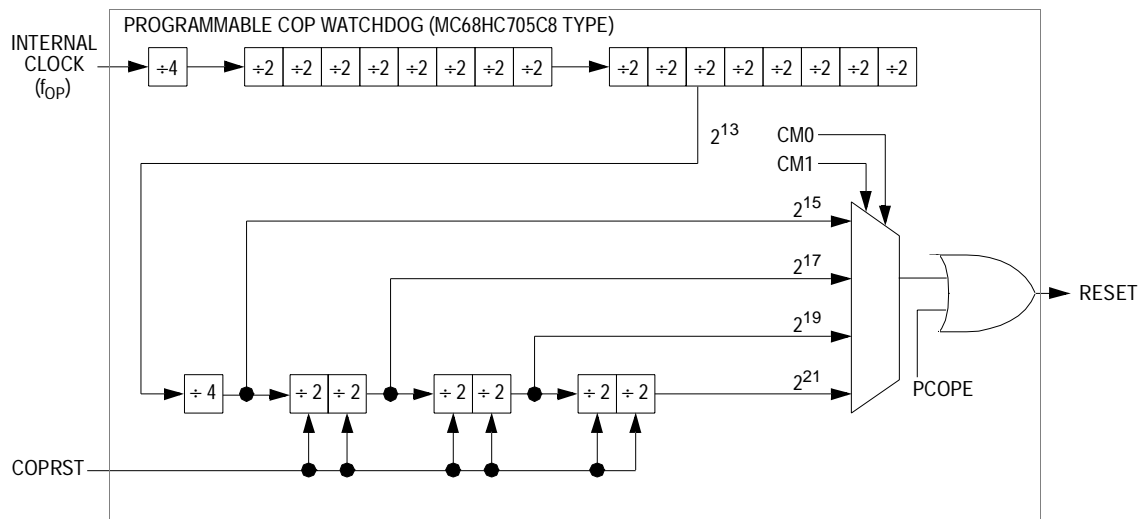 PROGRAMMABLE COP WATCHDOG (MC68HC705C8 TYPE)
INTERNAL
CLOCK
(fOP)
÷4
÷2 ÷2 ÷2 ÷2 ÷2 ÷2 ÷2 ÷2
÷2 ÷2 ÷2 ÷2 ÷2 ÷2 ÷2 ÷2
2^13
CM0
CM1
2^15
2^17
2^19
2^21
RESET
PCOPE
÷ 4
÷ 2 ÷ 2
÷ 2 ÷ 2
÷ 2 ÷ 2
COPRST